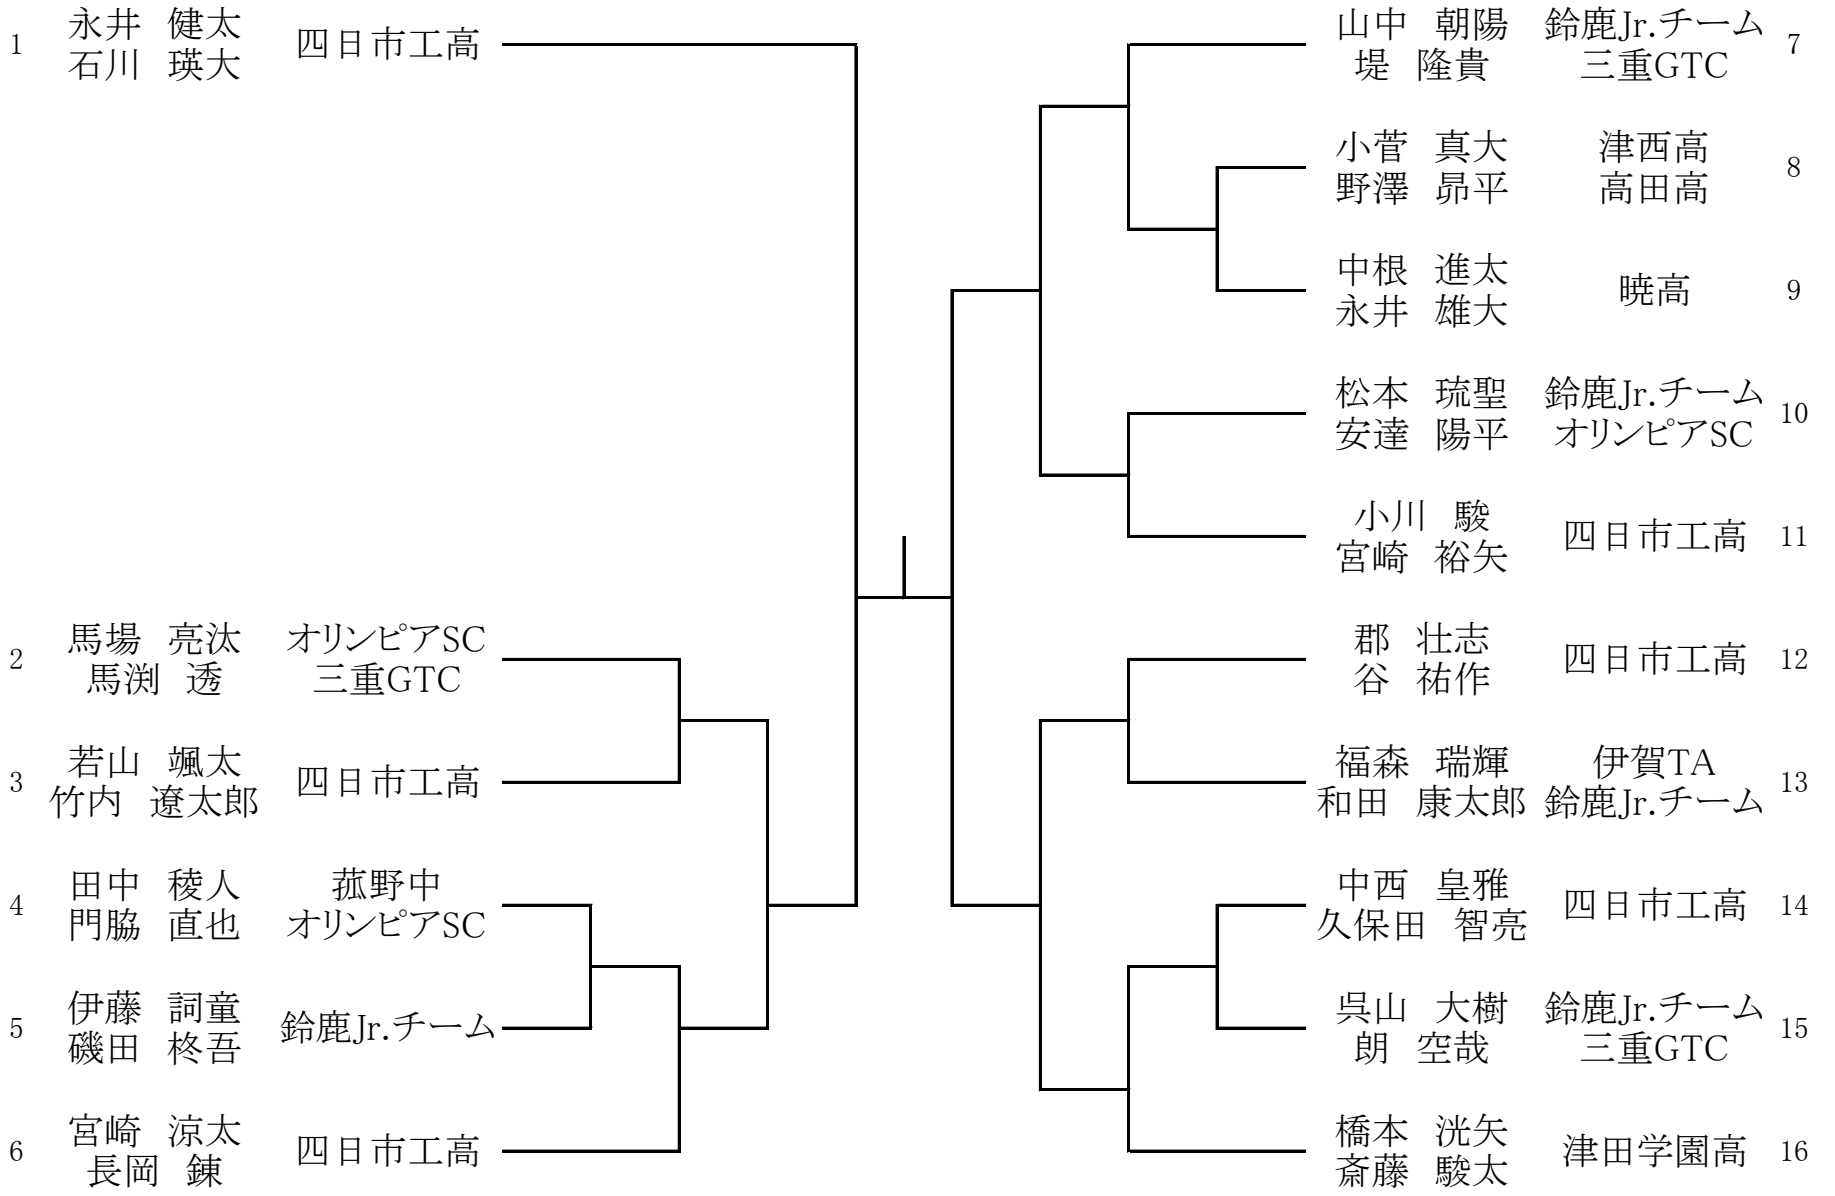 1 永井 健太 四日市工高
石川 瑛大
2 馬場 亮汰 オリンピアSC
馬渕 透 三重GTC
3 若山 颯太 四日市工高
竹内 遼太郎
4 田中 稜人 菰野中
門脇 直也 オリンピアSC
5 伊藤 詞童 鈴鹿Jr.チーム
磯田 柊吾
6 宮崎 涼太 四日市工高
長岡 錬
山中 朝陽 鈴鹿Jr.チーム 7
堤 隆貴 三重GTC
小菅 真大 津西高 8
野澤 昴平 高田高
中根 進太 暁高 9
永井 雄大
松本 琉聖 鈴鹿Jr.チーム 10
安達 陽平 オリンピアSC
小川 駿 四日市工高 11
宮崎 裕矢
郡 壮志 四日市工高 12
谷 祐作
福森 瑞輝 伊賀TA 13
和田 康太郎 鈴鹿Jr.チーム
中西 皇雅 四日市工高 14
久保田 智亮
呉山 大樹 鈴鹿Jr.チーム 15
朗 空哉 三重GTC
橋本 洸矢 津田学園高 16
斎藤 駿太